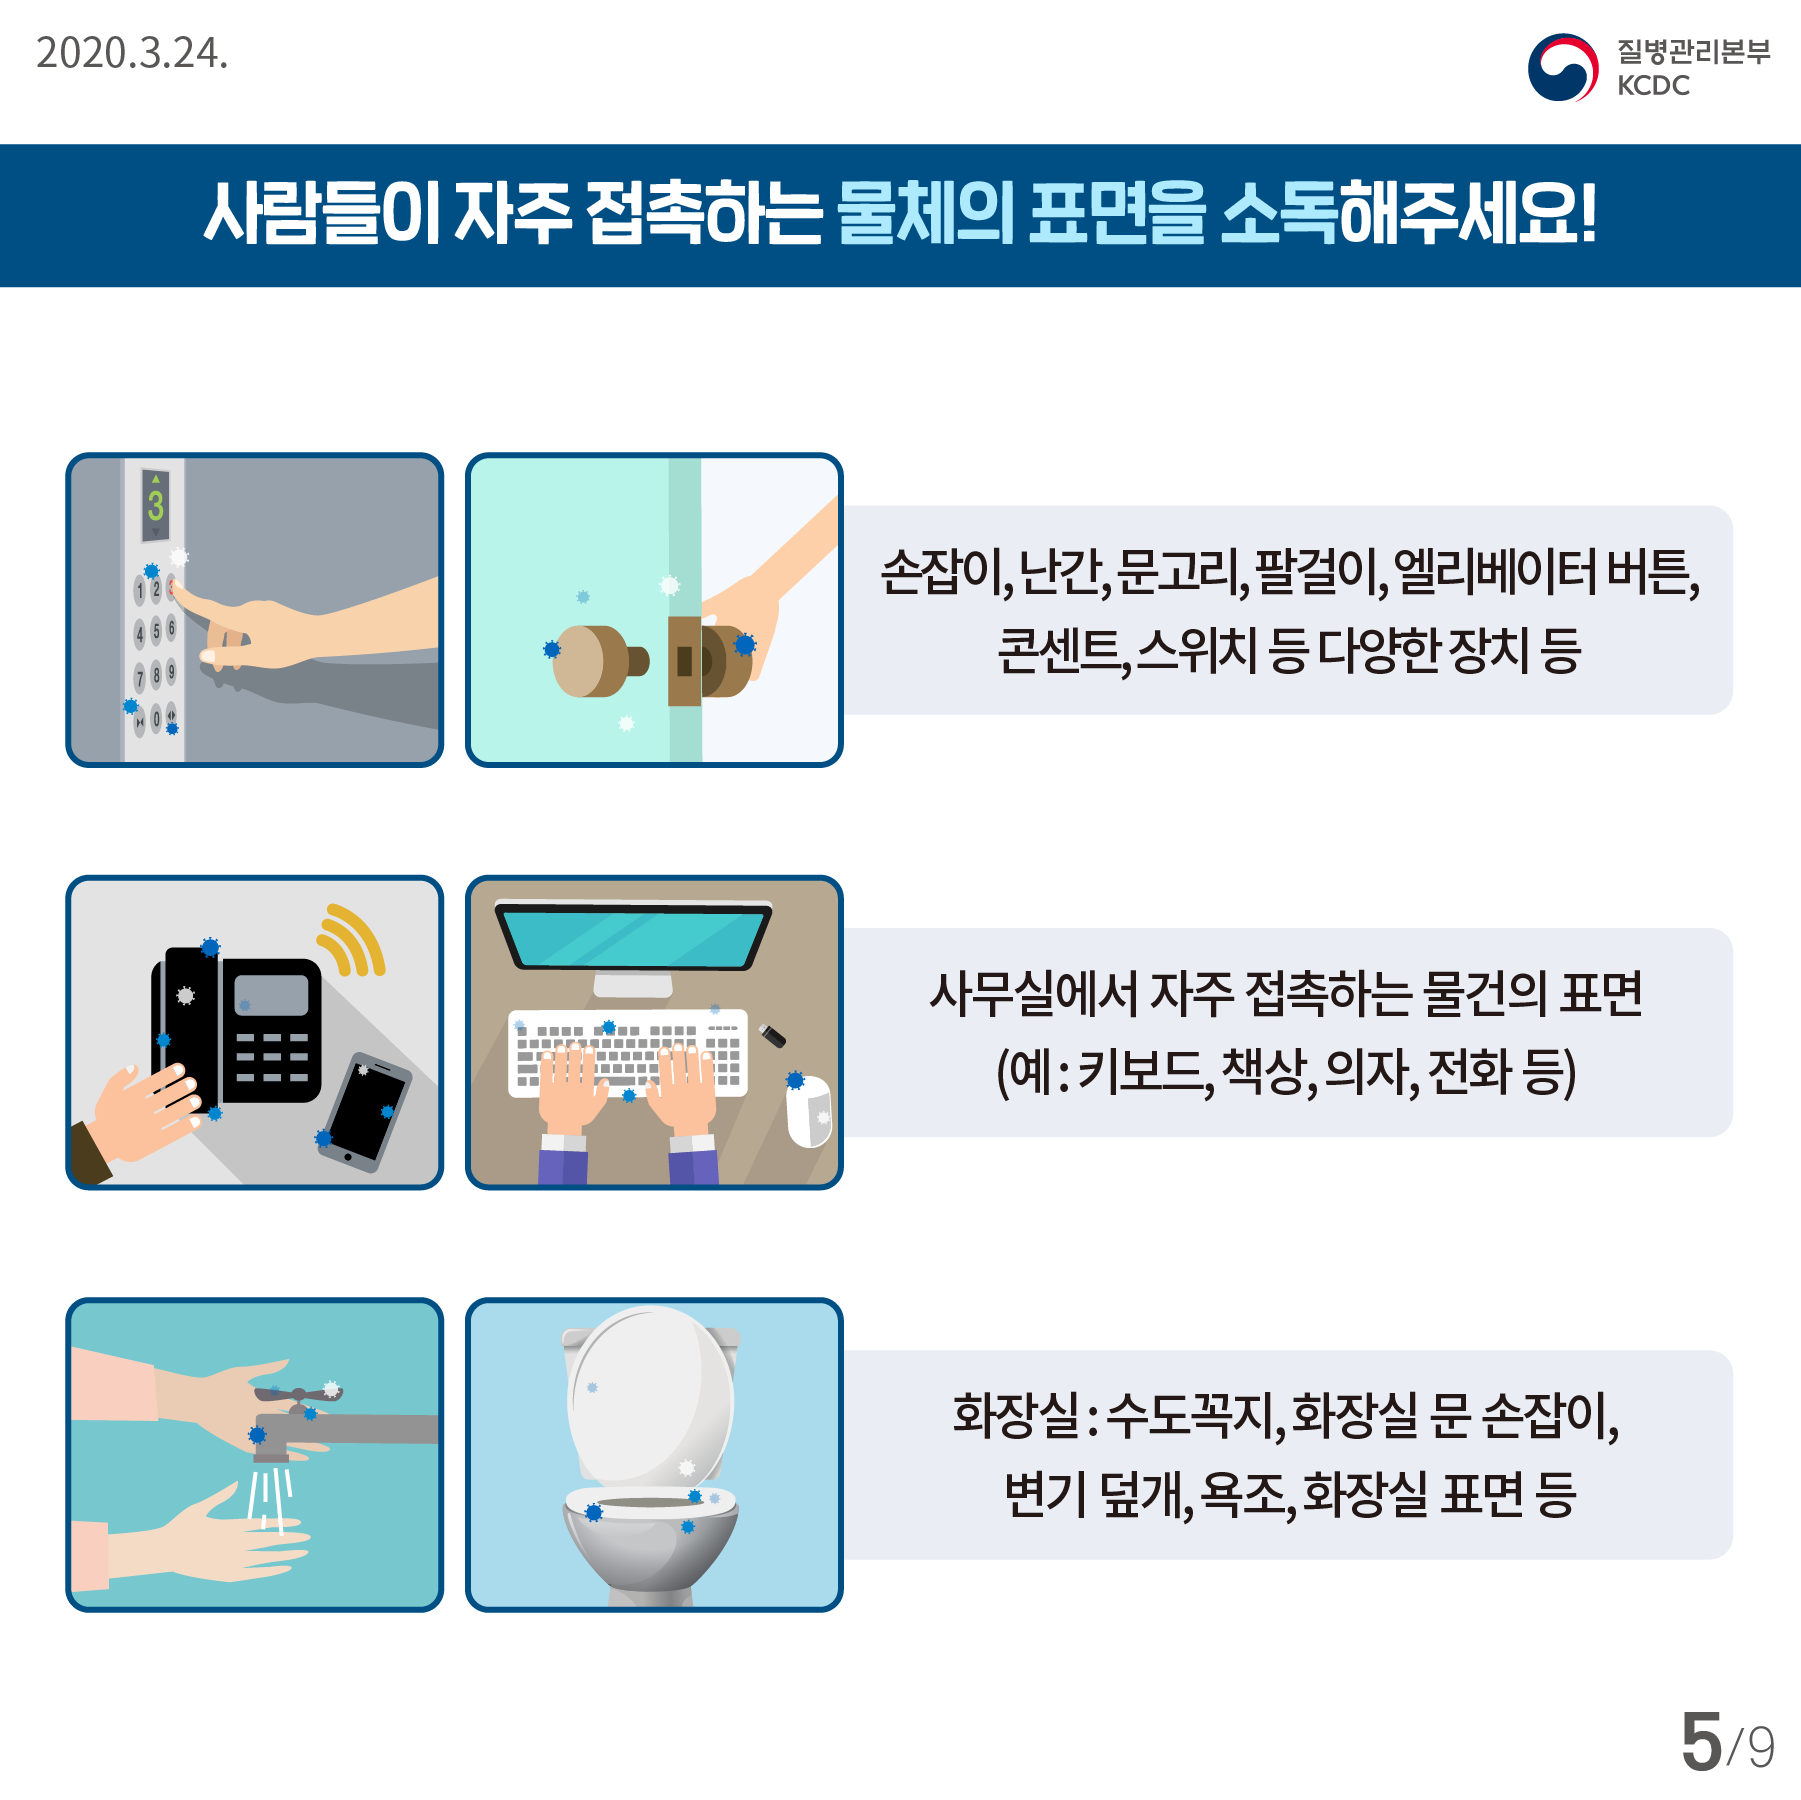 2020.3.24.
질병관리본부
KCDC
사람들이 자주 접촉하는 물체의 표면을 소독해주세요!
3
1 2 3
4 5 6
7 8 9
0
손잡이, 난간, 문고리, 팔걸이, 엘리베이터 버튼,
콘센트, 스위치 등 다양한 장치 등
사무실에서 자주 접촉하는 물건의 표면
(예 : 키보드, 책상, 의자, 전화 등)
화장실 : 수도꼭지, 화장실 문 손잡이,
변기 덮개, 욕조, 화장실 표면 등
5/9